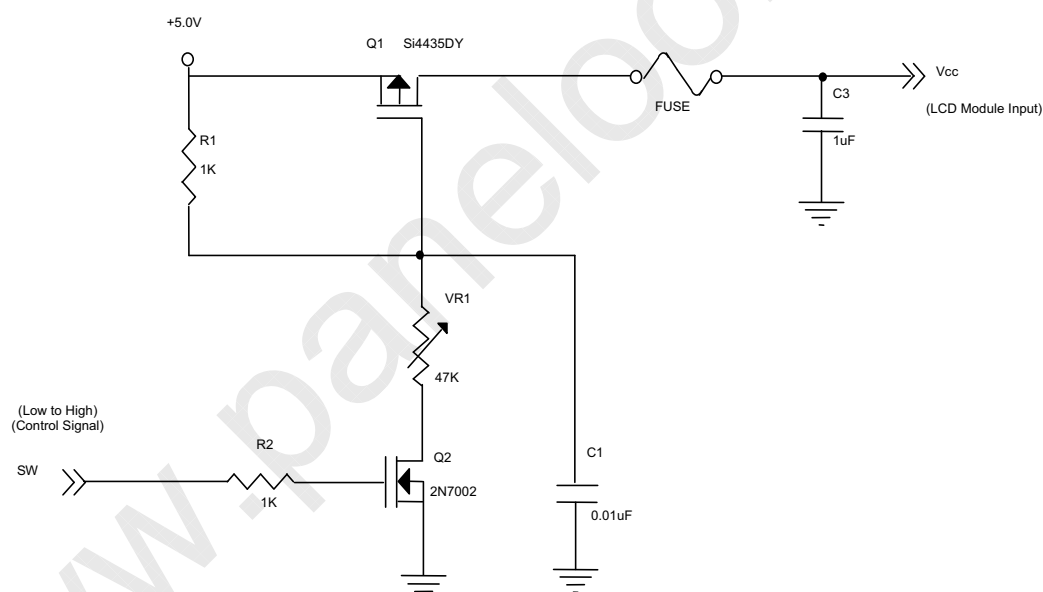 +5.0V
Q1 Si4435DY
Vcc
C3
(LCD Module Input)
FUSE
R1
1uF
1K
VR1
47K
(Low to High)
(Control Signal)
R2
Q2
C1
SW
2N7002
1K
0.01uF
w.paneloo